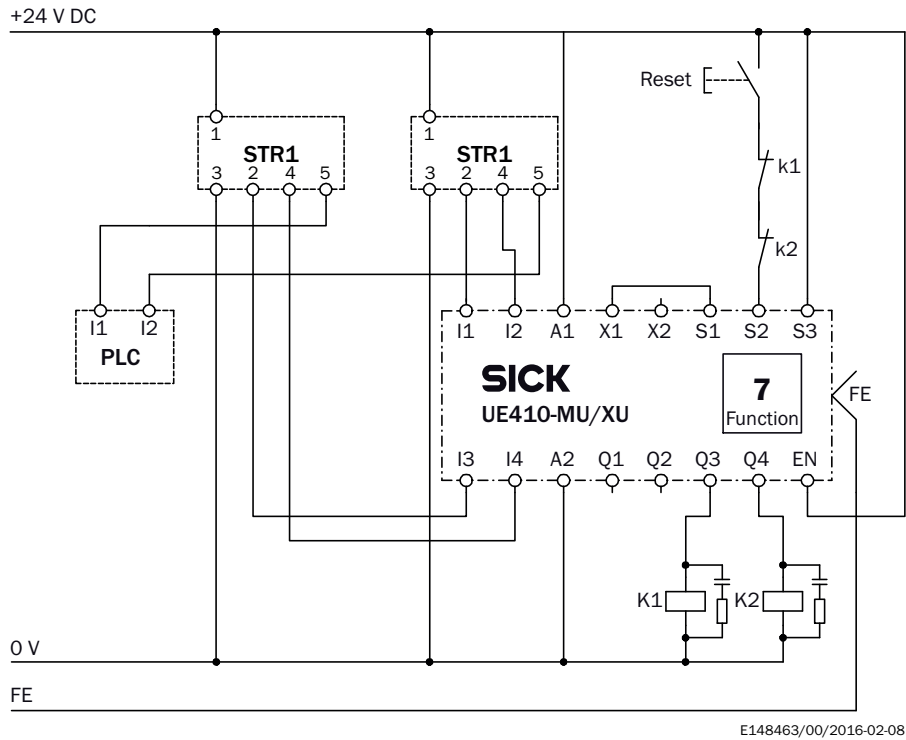 +24 V DC
Reset
1
STR1
3 2 4 5
1
STR1
3 2 4 5
k1
k2
I1 I2
PLC
I1 I2 A1 X1 X2 S1 S2 S3
SICK
UE410-MU/XU
7
Function
FE
I3 I4 A2 Q1 Q2 Q3 Q4 EN
K1
K2
0 V
FE
E148463/00/2016-02-08